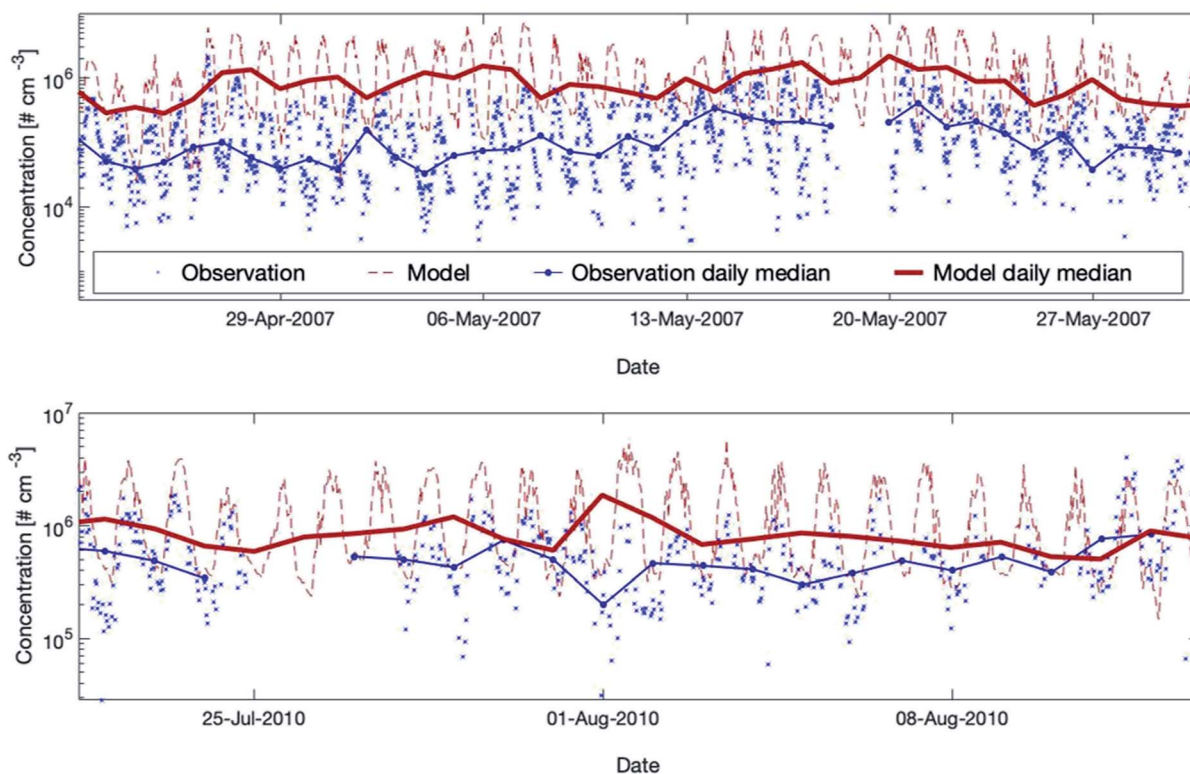 Concentration [# cm -3]
10^6
10^4
Observation Model Observation daily median Model daily median
29-Apr-2007 06-May-2007 13-May-2007 20-May-2007 27-May-2007
Date
Concentration [# cm -3]
10^7
10^6
10^5
25-Jul-2010 01-Aug-2010 08-Aug-2010
Date